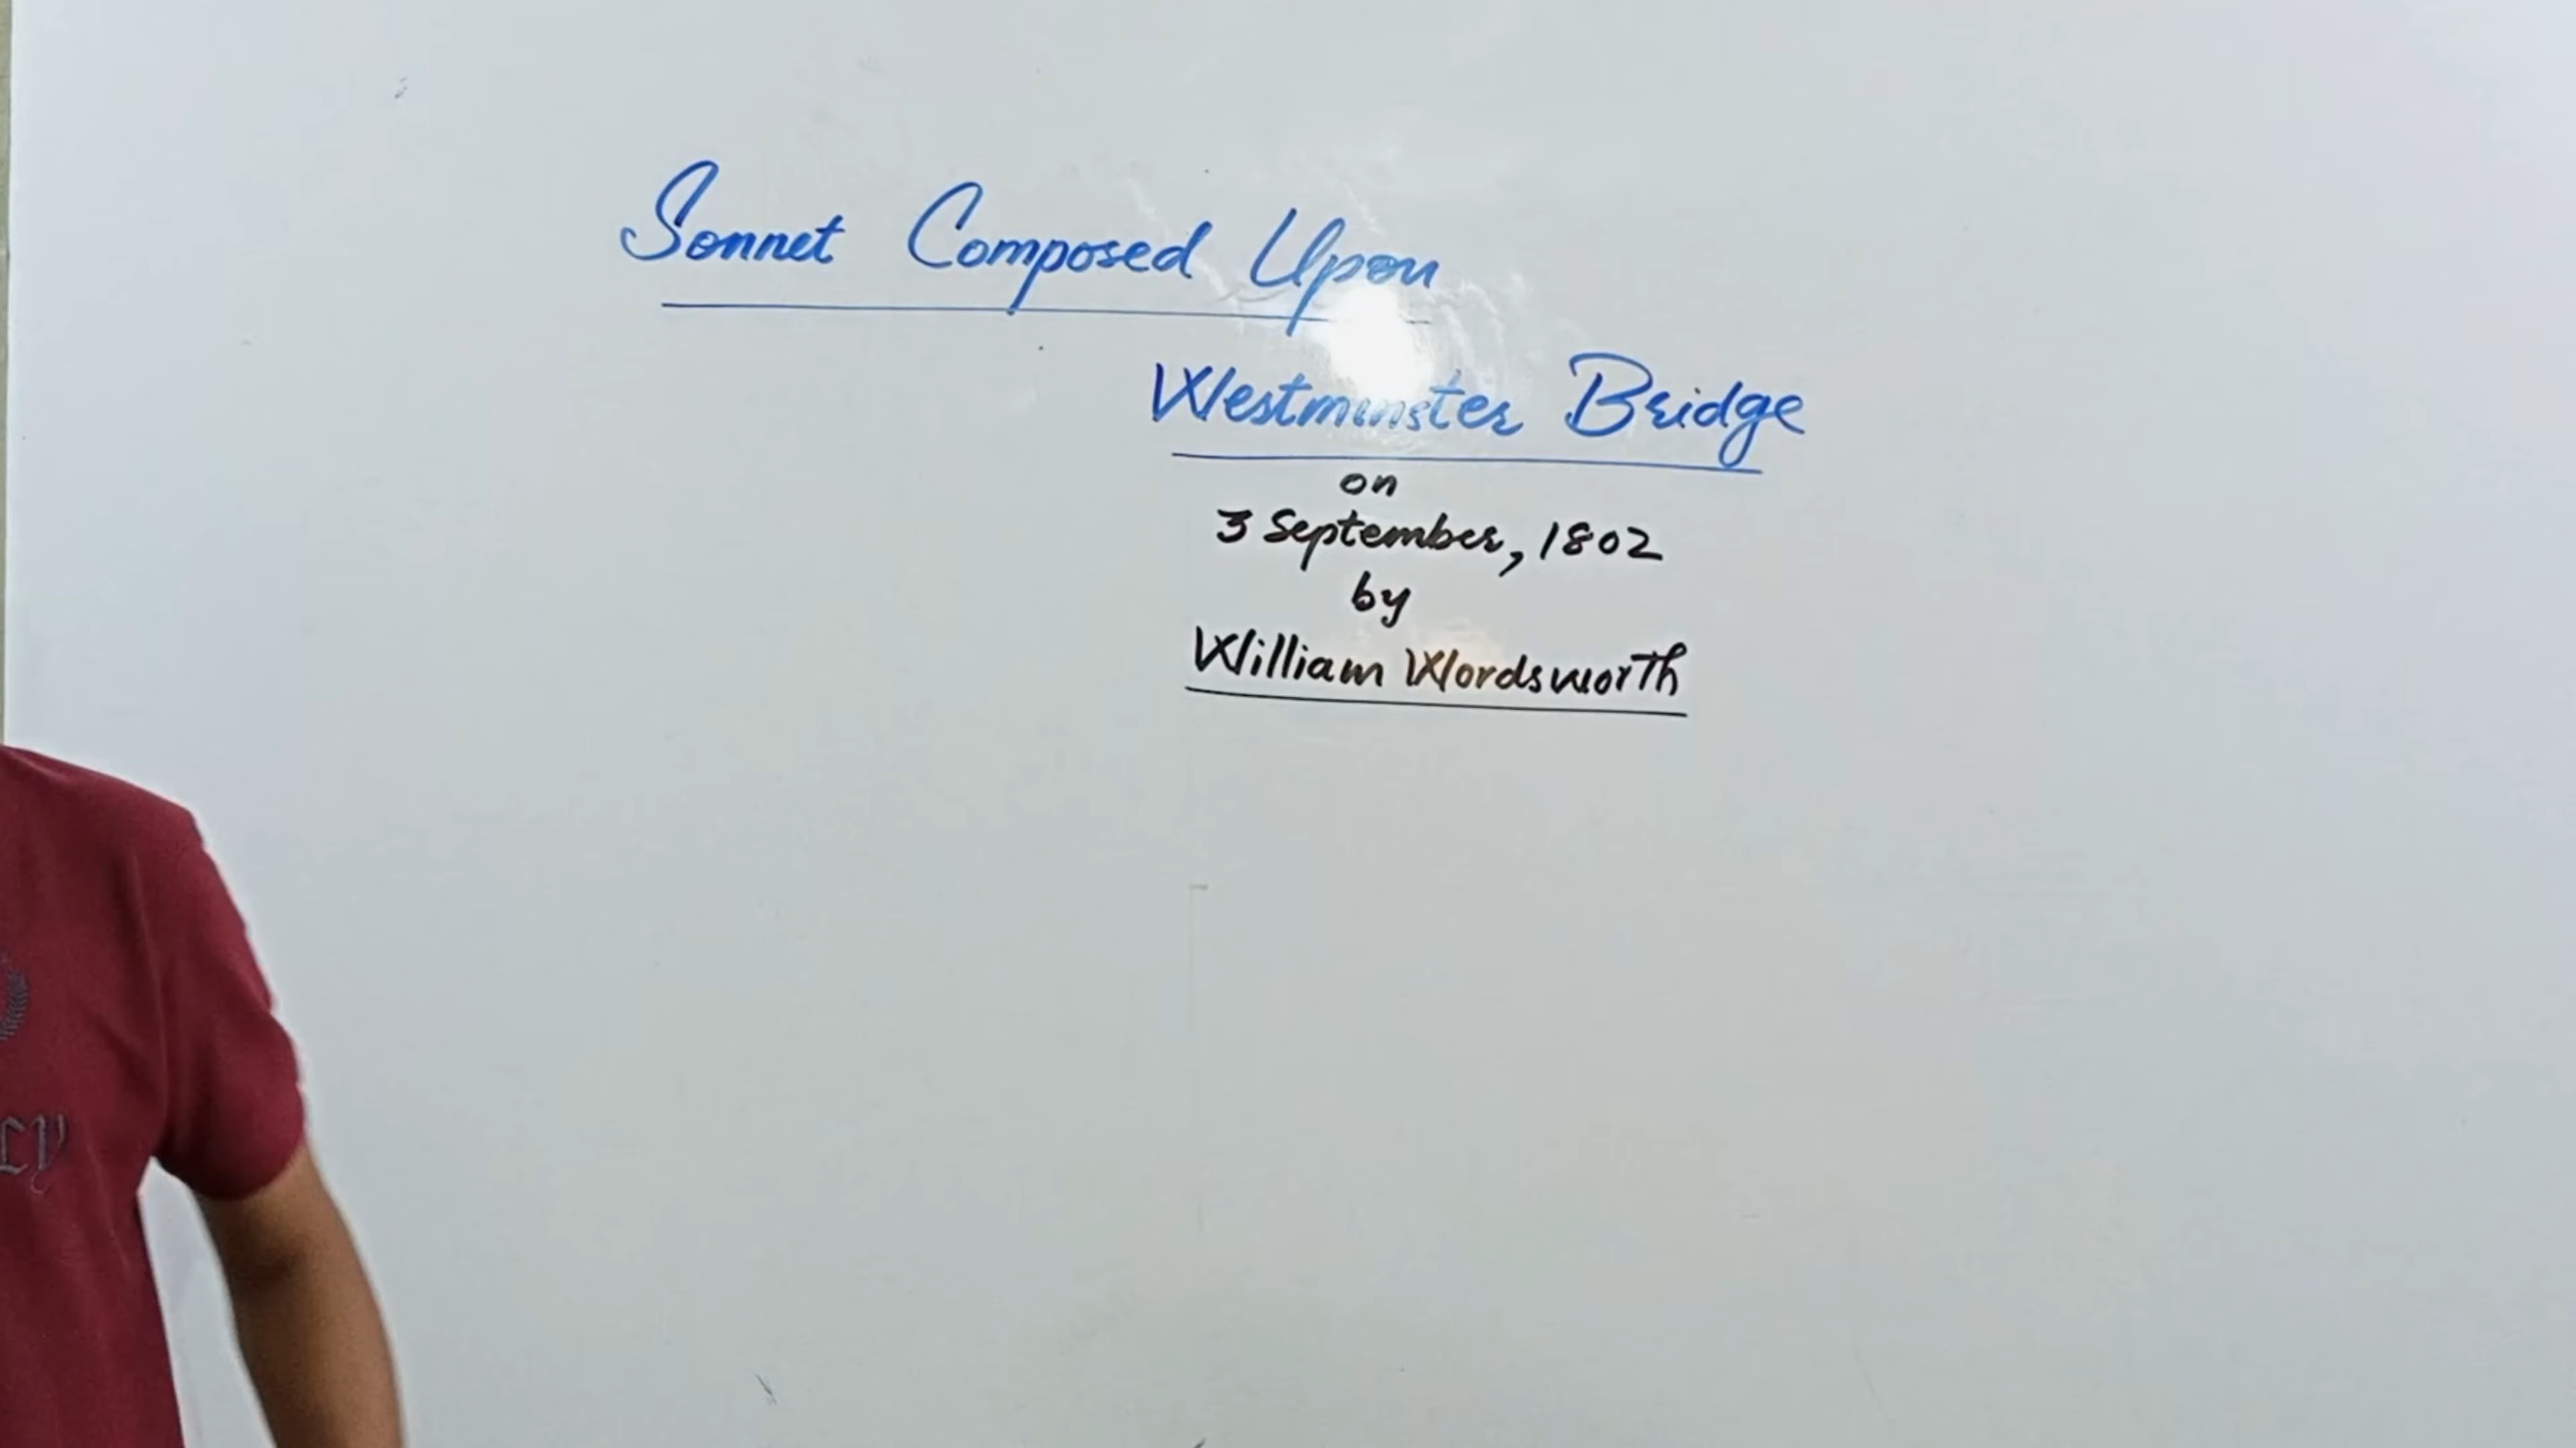 Sonnet Composed Upon
Westminster Bridge
on
3 September, 1802
by
William Wordsworth